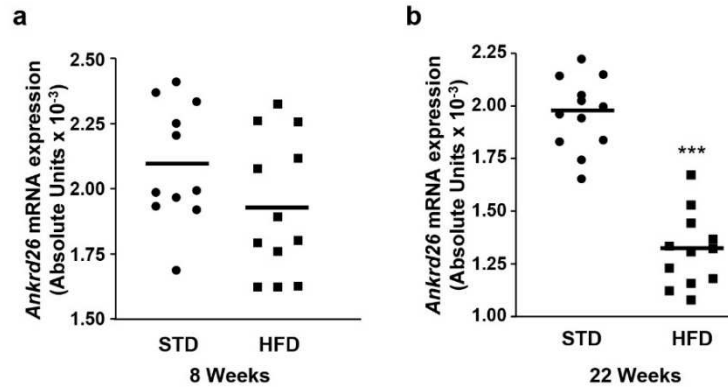 a
Ankrd26 mRNA expression
(Absolute Units x 10⁻³)
2.50
2.25
2.00
1.75
1.50
STD HFD
8 Weeks
b
Ankrd26 mRNA expression
(Absolute Units x 10⁻³)
2.25
2.00
1.75
1.50
1.25
1.00
***
STD HFD
22 Weeks